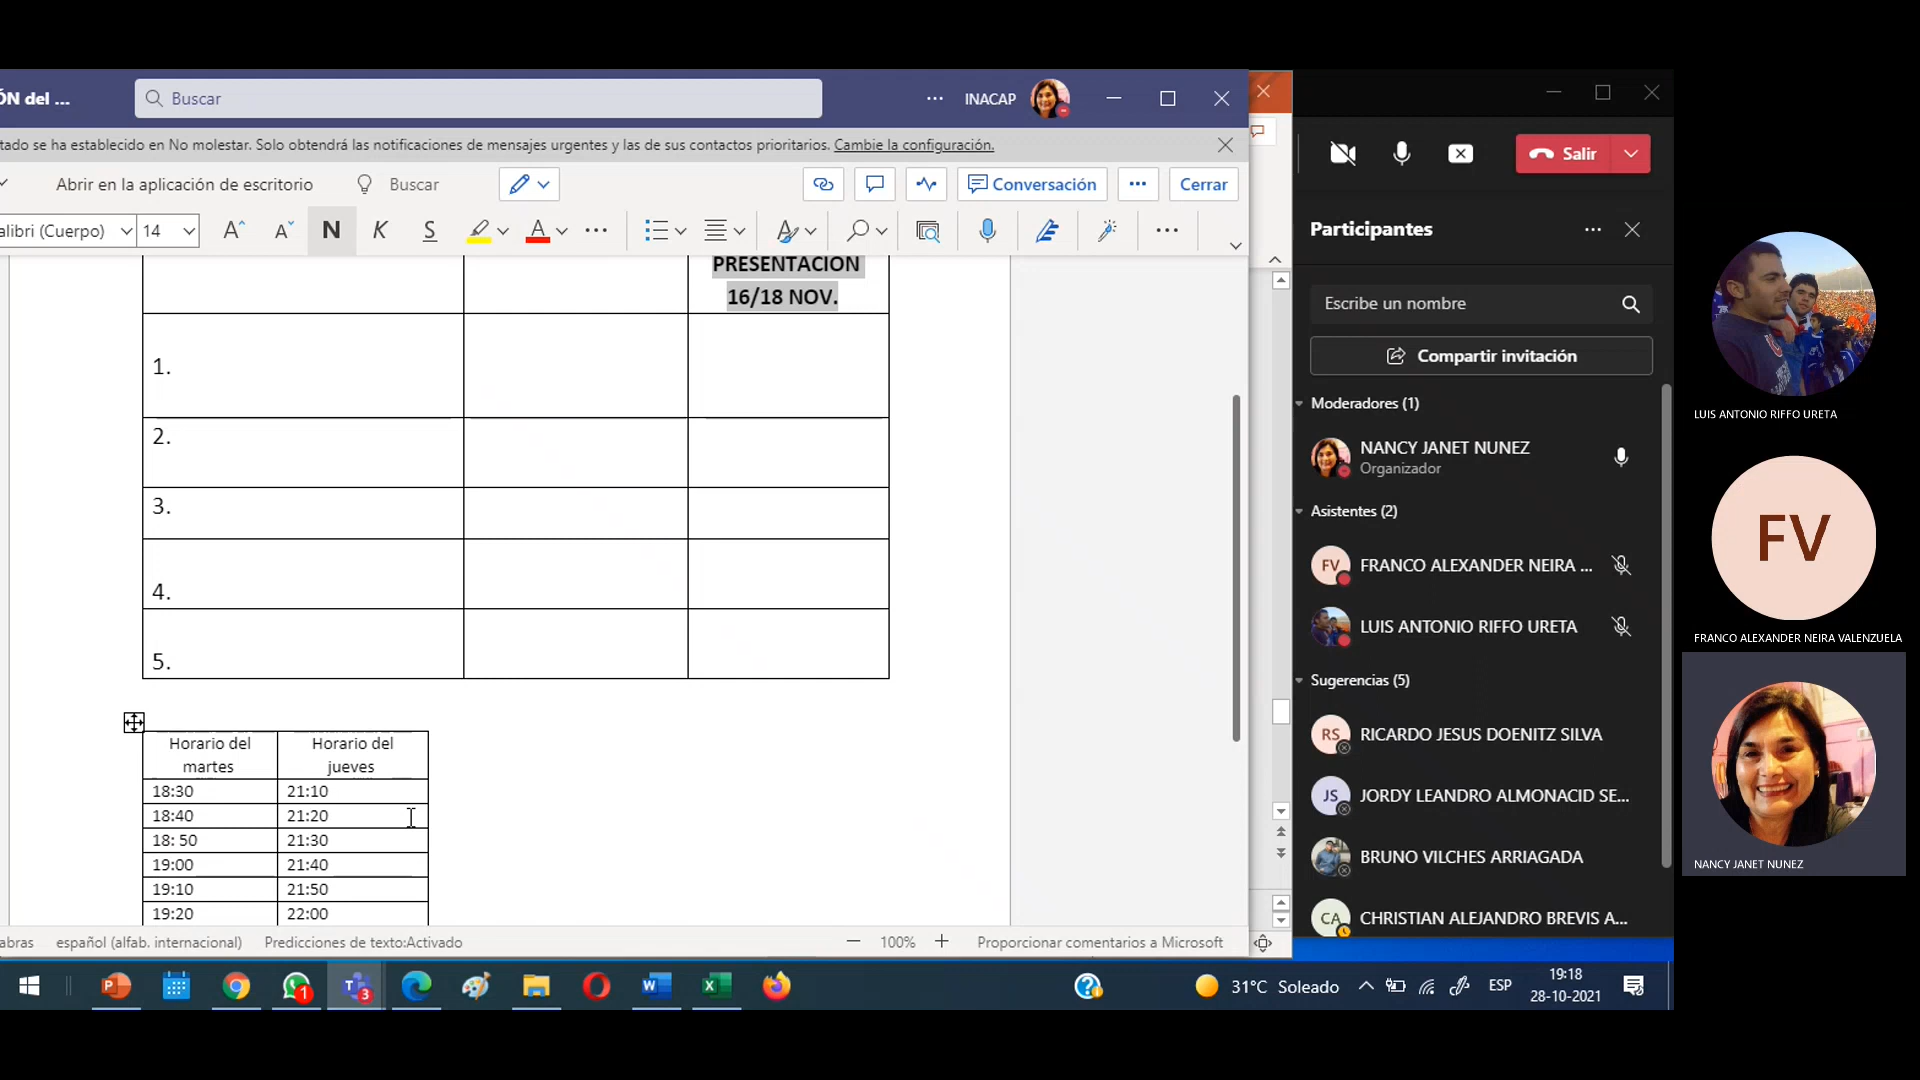 ÓN del ...
Buscar
INACAP
tado se ha establecido en No molestar. Solo obtendrá las notificaciones de mensajes urgentes y las de sus contactos prioritarios. Cambie la configuración.
Abrir en la aplicación de escritorio
Buscar
Conversación
Cerrar
alibri (Cuerpo)
14
N
K
S
PRESENTACION
16/18 NOV.
1.
2.
3.
4.
5.
Horario del martes
Horario del jueves
18:30 21:10
18:40 21:20
18: 50 21:30
19:00 21:40
19:10 21:50
19:20 22:00
abras
español (alfab. internacional)
Predicciones de texto:Activado
100%
Proporcionar comentarios a Microsoft
Salir
Participantes
Escribe un nombre
Compartir invitación
Moderadores (1)
NANCY JANET NUNEZ
Organizador
Asistentes (2)
FV
FRANCO ALEXANDER NEIRA ...
LUIS ANTONIO RIFFO URETA
Sugerencias (5)
RS
RICARDO JESUS DOENITZ SILVA
JS
JORDY LEANDRO ALMONACID SE...
BRUNO VILCHES ARRIAGADA
CA
CHRISTIAN ALEJANDRO BREVIS A...
LUIS ANTONIO RIFFO URETA
FV
FRANCO ALEXANDER NEIRA VALENZUELA
NANCY JANET NUNEZ
1
3
31°C Soleado
ESP
19:18
28-10-2021